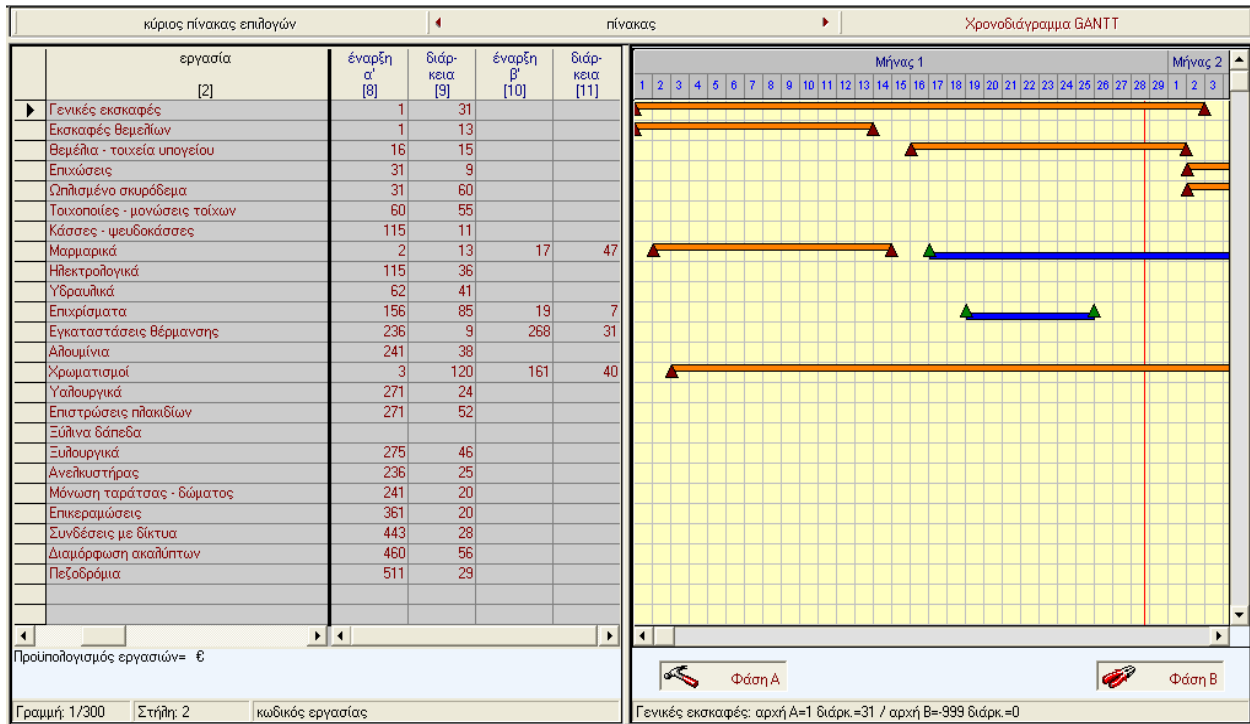 κύριος πίνακας επιλογών πίνακας Χρονοδιάγραμμα GANTT
εργασία έναρξη διάρ- έναρξη διάρ-
α' κεια β' κεια
[2] [8] [9] [10] [11]
Γενικές εκσκαφές 1 31
Εκσκαφές θεμελίων 1 13
Θεμέλια - τοιχεία υπογείου 16 15
Επιχώσεις 31 9
Ωπλισμένο σκυρόδεμα 31 60
Τοιχοποιίες - μονώσεις τοίχων 60 55
Κάσσες - ψευδοκάσσες 115 11
Μαρμαρικά 2 13 17 47
Ηλεκτρολογικά 115 36
Υδραυλικά 62 41
Επιχρίσματα 156 85 19 7
Εγκαταστάσεις θέρμανσης 236 9 268 31
Αλουμίνια 241 38
Χρωματισμοί 3 120 161 40
Υαλουργικά 271 24
Επιστρώσεις πλακιδίων 271 52
Ξύλινα δάπεδα
Ξυλουργικά 275 46
Ανελκυστήρας 236 25
Μόνωση ταράτσας - δώματος 241 20
Επικεραμώσεις 361 20
Συνδέσεις με δίκτυα 443 28
Διαμόρφωση ακαλύπτων 460 56
Πεζοδρόμια 511 29
Προϋπολογισμός εργασιών= €
Γραμμή: 1/300 Στήλη: 2 κωδικός εργασίας
Μήνας 1 Μήνας 2
1 2 3 4 5 6 7 8 9 10 11 12 13 14 15 16 17 18 19 20 21 22 23 24 25 26 27 28 29 1 2 3
Φάση Α Φάση Β
Γενικές εκσκαφές: αρχή Α=1 διάρκ.=31 / αρχή Β=-999 διάρκ.=0